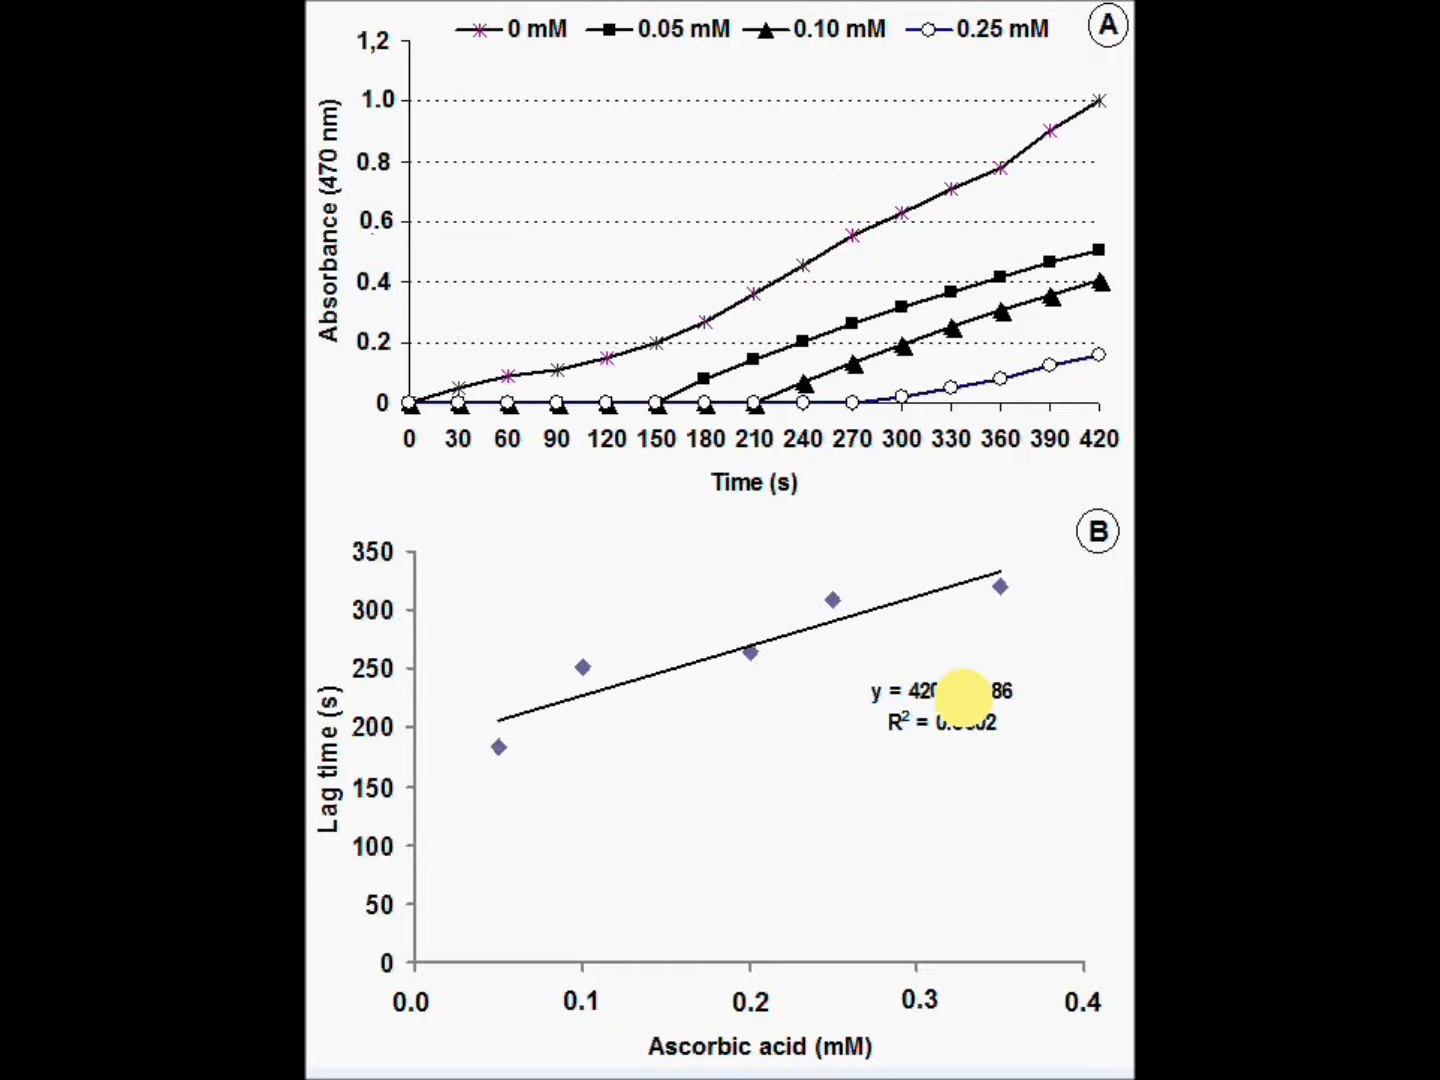 0 mM 0.05 mM 0.10 mM 0.25 mM
A
1,2
1.0
0.8
0.6
0.4
0.2
0
Absorbance (470 nm)
0 30 60 90 120 150 180 210 240 270 300 330 360 390 420
Time (s)
B
350
300
250
200
150
100
50
0
Lag time (s)
y =
R² =
0.0 0.1 0.2 0.3 0.4
Ascorbic acid (mM)